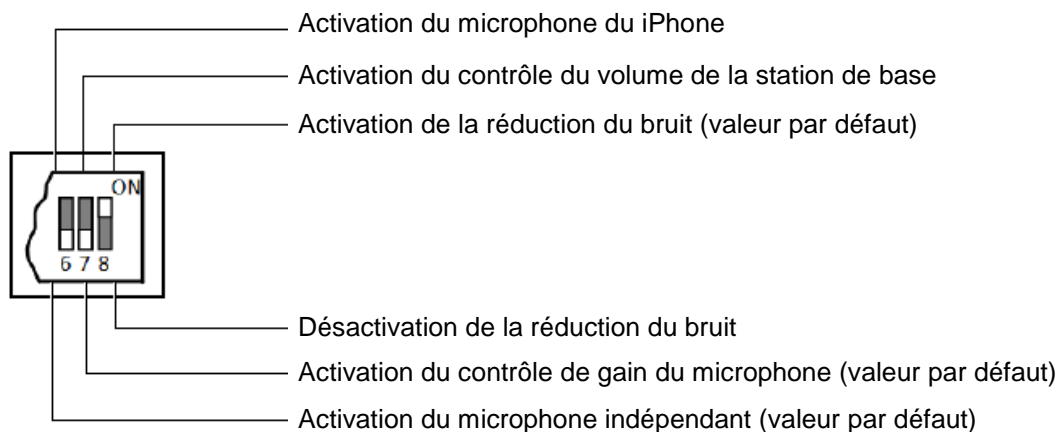 Activation du microphone du iPhone
Activation du contrôle du volume de la station de base
Activation de la réduction du bruit (valeur par défaut)
ON
6 7 8
Désactivation de la réduction du bruit
Activation du contrôle de gain du microphone (valeur par défaut)
Activation du microphone indépendant (valeur par défaut)